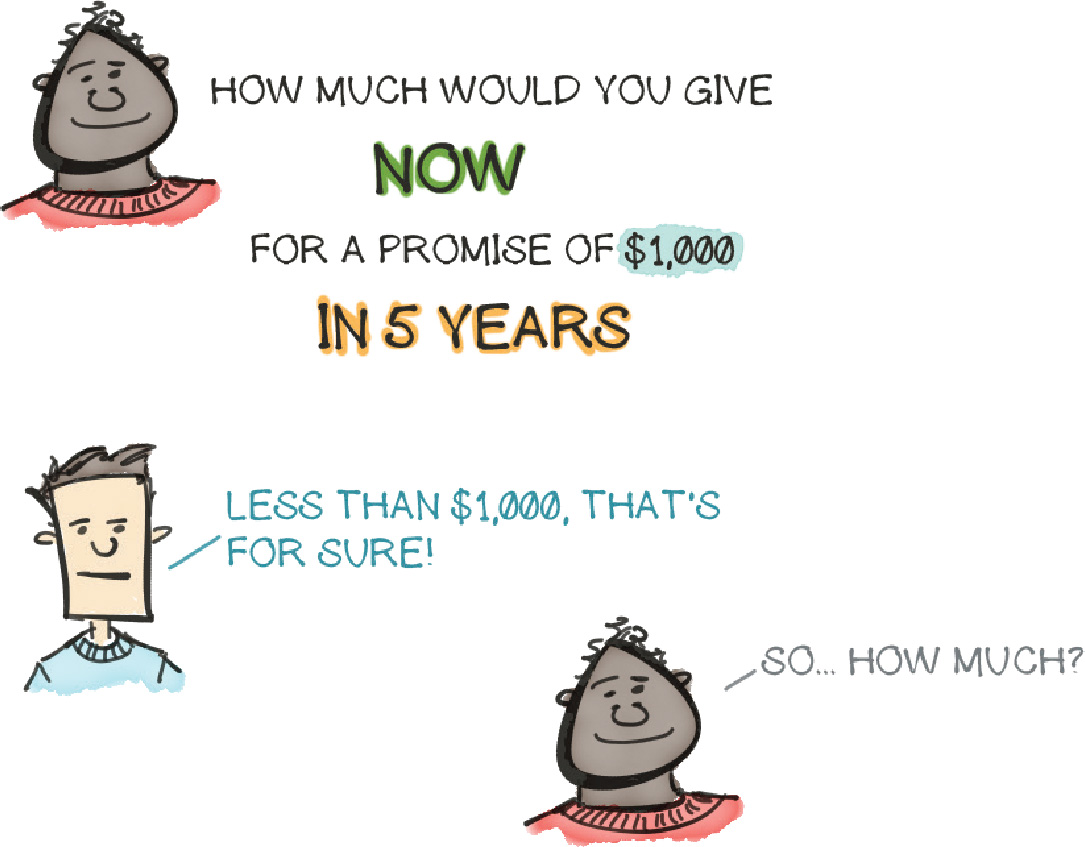 HOW MUCH WOULD YOU GIVE
NOW
FOR A PROMISE OF $1,000
IN 5 YEARS
LESS THAN $1,000, THAT'S
FOR SURE!
SO... HOW MUCH?